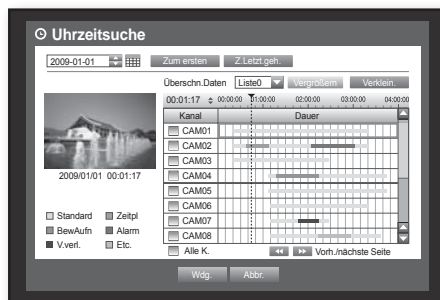 Uhrzeitsuche
2009-01-01 Zum ersten Z.Letzt.geh.
Überschn.Daten Liste0 Vergrößern Verklein.
00:01:17 00:00:00 01:00:00 02:00:00 03:00:00 04:00:00
Kanal Dauer
CAM01
CAM02
CAM03
CAM04
CAM05
CAM06
CAM07
CAM08
2009/01/01 00:01:17
Standard Zeitpl
BewAufn Alarm
V.verl. Etc.
Alle K. Vorh./nächste Seite
Wdg. Abbr.